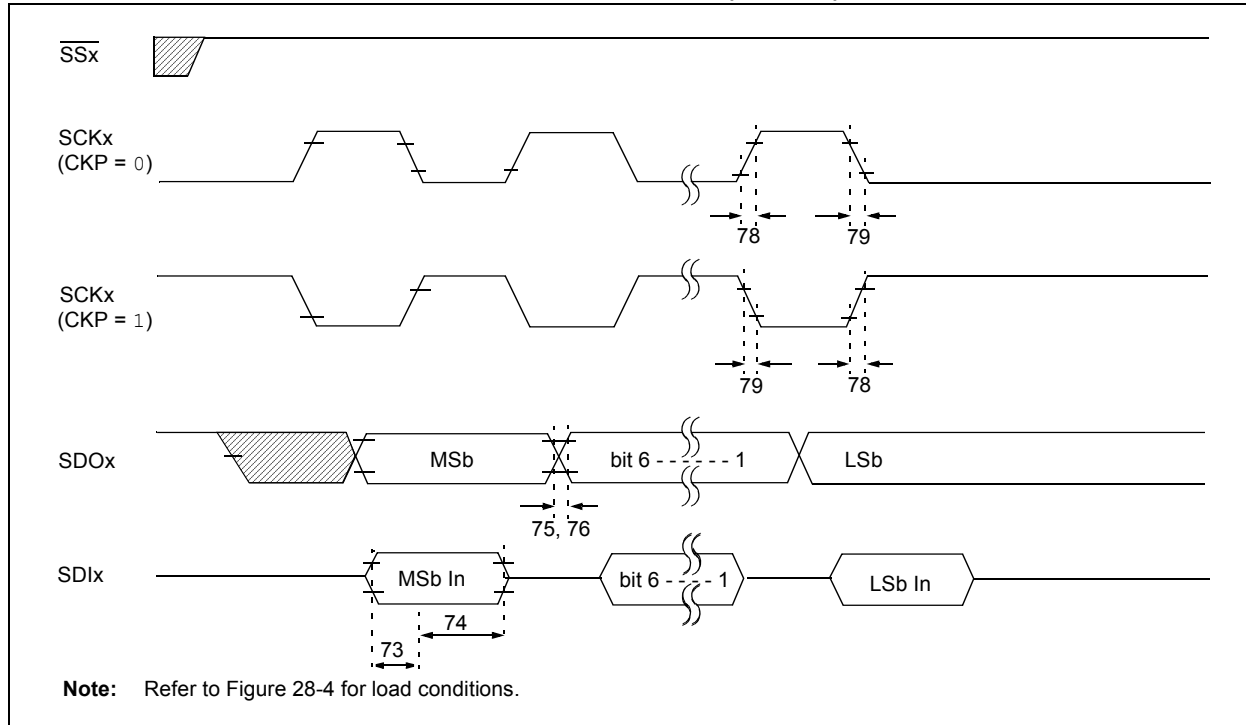 SSx
SCKx
(CKP = 0)
78
79
SCKx
(CKP = 1)
79
78
SDOx
MSb
bit 6 - - - - - - 1
LSb
75, 76
SDIx
MSb In
bit 6 - - - - 1
LSb In
74
73
Note: Refer to Figure 28-4 for load conditions.